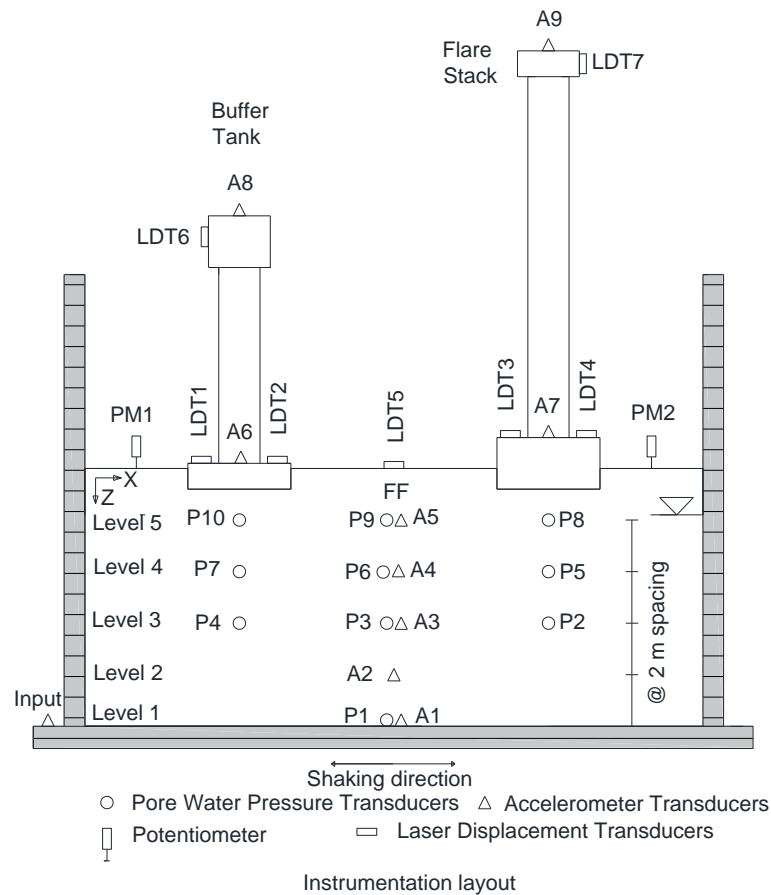 A9
Flare
Stack
LDT7
Buffer
Tank
A8
LDT6
LDT1
LDT2
LDT5
LDT3
LDT4
PM1
A6
A7
PM2
X
Z
FF
Level 5
P10
P9
A5
P8
Level 4
P7
P6
A4
P5
Level 3
P4
P3
A3
P2
@ 2 m spacing
Level 2
A2
Input
Level 1
P1
A1
Shaking direction
Pore Water Pressure Transducers
Accelerometer Transducers
Potentiometer
Laser Displacement Transducers
Instrumentation layout